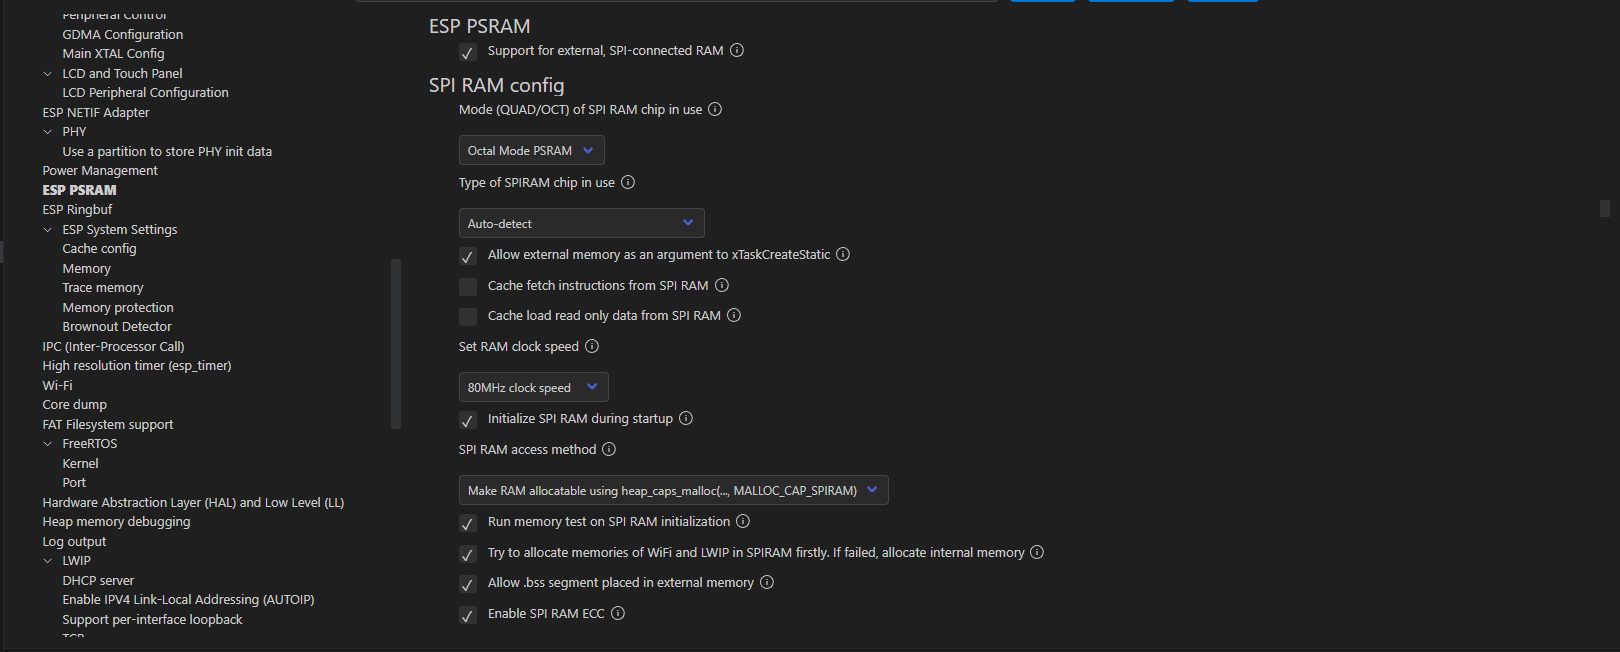 Peripheral Control
GDMA Configuration
Main XTAL Config
LCD and Touch Panel
LCD Peripheral Configuration
ESP NETIF Adapter
PHY
Use a partition to store PHY init data
Power Management
ESP PSRAM
ESP Ringbuf
ESP System Settings
Cache config
Memory
Trace memory
Memory protection
Brownout Detector
IPC (Inter-Processor Call)
High resolution timer (esp_timer)
Wi-Fi
Core dump
FAT Filesystem support
FreeRTOS
Kernel
Port
Hardware Abstraction Layer (HAL) and Low Level (LL)
Heap memory debugging
Log output
LWIP
DHCP server
Enable IPV4 Link-Local Addressing (AUTOIP)
Support per-interface loopback
TCP
ESP PSRAM
Support for external, SPI-connected RAM
SPI RAM config
Mode (QUAD/OCT) of SPI RAM chip in use
Octal Mode PSRAM
Type of SPIRAM chip in use
Auto-detect
Allow external memory as an argument to xTaskCreateStatic
Cache fetch instructions from SPI RAM
Cache load read only data from SPI RAM
Set RAM clock speed
80MHz clock speed
Initialize SPI RAM during startup
SPI RAM access method
Make RAM allocatable using heap_caps_malloc(..., MALLOC_CAP_SPIRAM)
Run memory test on SPI RAM initialization
Try to allocate memories of WiFi and LWIP in SPIRAM firstly. If failed, allocate internal memory
Allow .bss segment placed in external memory
Enable SPI RAM ECC